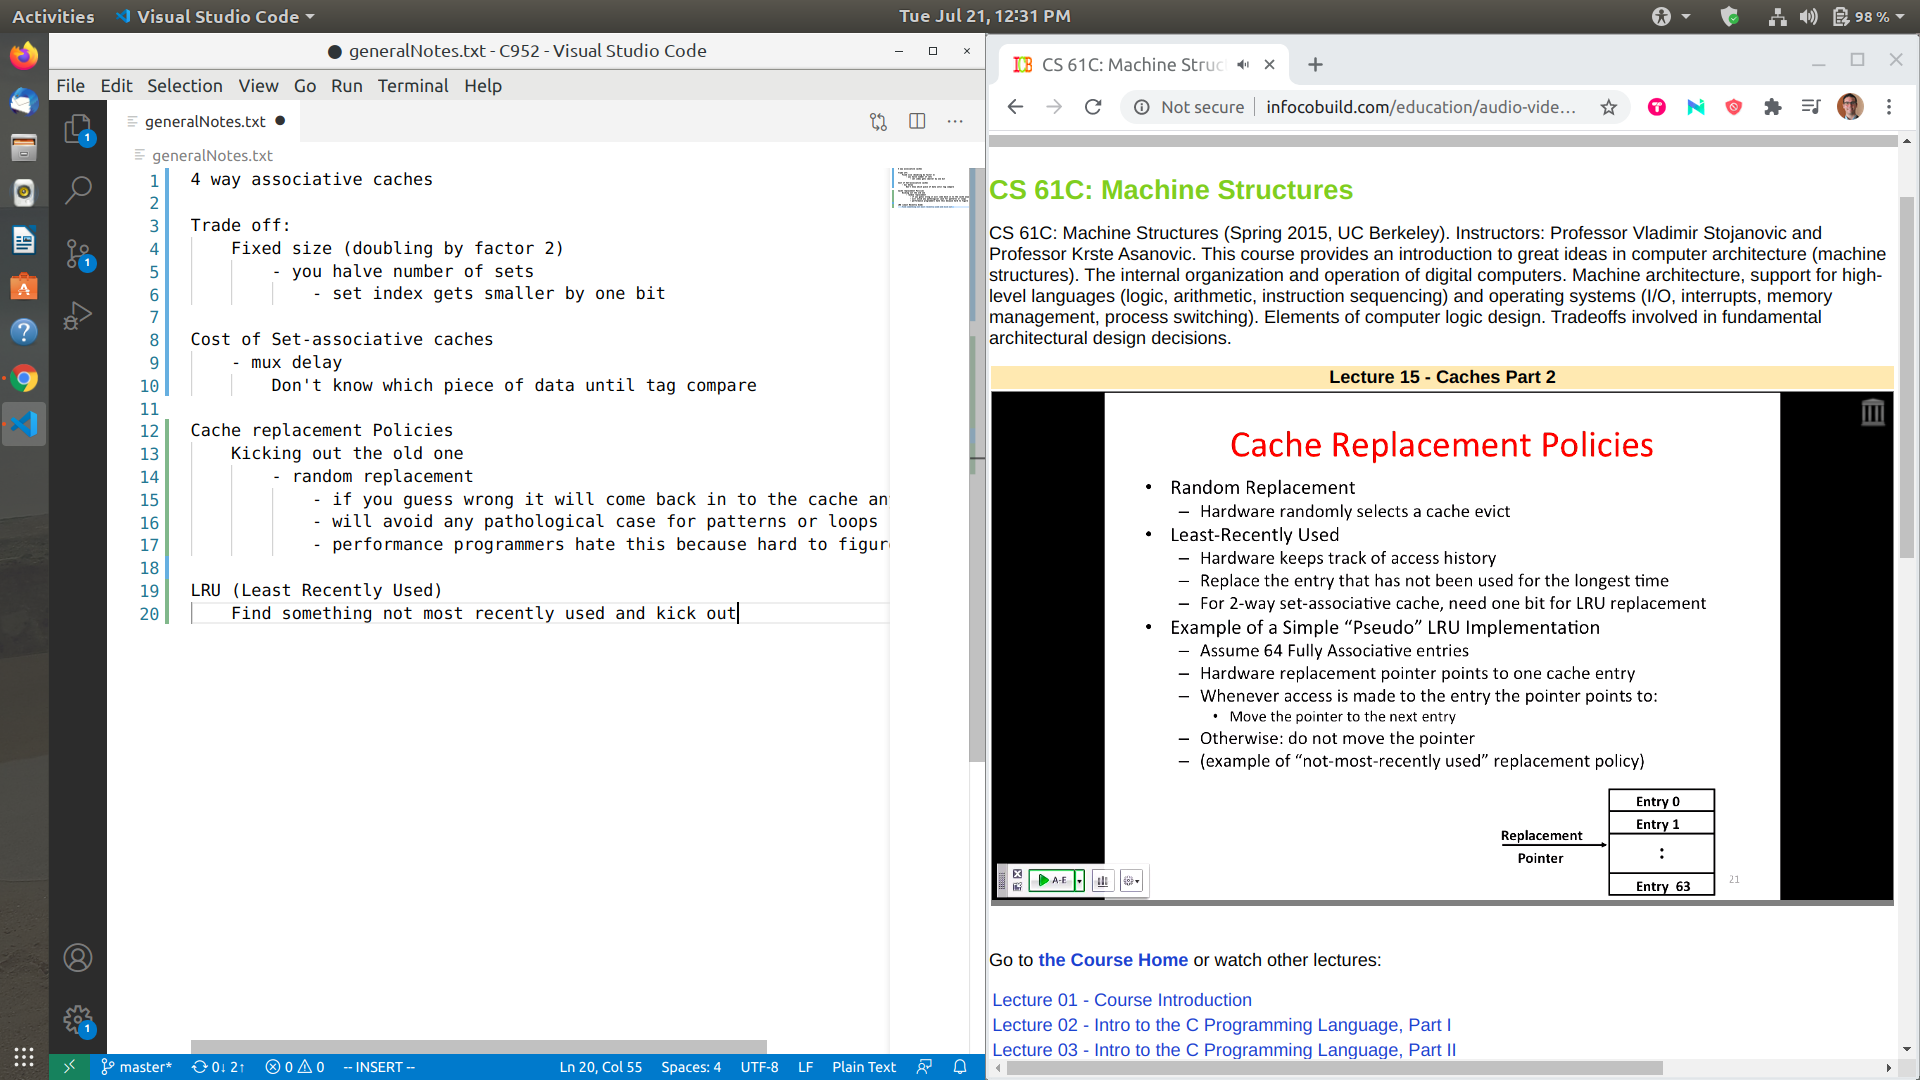 Activities
Visual Studio Code
Tue Jul 21, 12:31 PM
98 %
generalNotes.txt - C952 - Visual Studio Code
File Edit Selection View Go Run Terminal Help
generalNotes.txt
generalNotes.txt
1 4 way associative caches
2
3 Trade off:
4 Fixed size (doubling by factor 2)
5 - you halve number of sets
6 - set index gets smaller by one bit
7
8 Cost of Set-associative caches
9 - mux delay
10 Don't know which piece of data until tag compare
11
12 Cache replacement Policies
13 Kicking out the old one
14 - random replacement
15 - if you guess wrong it will come back in to the cache an
16 - will avoid any pathological case for patterns or loops
17 - performance programmers hate this because hard to figur
18
19 LRU (Least Recently Used)
20 Find something not most recently used and kick out
1
1
1
master* 0↓ 2↑ 0 0 -- INSERT -- Ln 20, Col 55 Spaces: 4 UTF-8 LF Plain Text
CS 61C: Machine Struc
Not secure infocobuild.com/education/audio-vide...
CS 61C: Machine Structures
CS 61C: Machine Structures (Spring 2015, UC Berkeley). Instructors: Professor Vladimir Stojanovic and
Professor Krste Asanovic. This course provides an introduction to great ideas in computer architecture (machine
structures). The internal organization and operation of digital computers. Machine architecture, support for high-
level languages (logic, arithmetic, instruction sequencing) and operating systems (I/O, interrupts, memory
management, process switching). Elements of computer logic design. Tradeoffs involved in fundamental
architectural design decisions.
Lecture 15 - Caches Part 2
Cache Replacement Policies
• Random Replacement
– Hardware randomly selects a cache evict
• Least-Recently Used
– Hardware keeps track of access history
– Replace the entry that has not been used for the longest time
– For 2-way set-associative cache, need one bit for LRU replacement
• Example of a Simple “Pseudo” LRU Implementation
– Assume 64 Fully Associative entries
– Hardware replacement pointer points to one cache entry
– Whenever access is made to the entry the pointer points to:
• Move the pointer to the next entry
– Otherwise: do not move the pointer
– (example of “not-most-recently used” replacement policy)
Entry 0
Entry 1
:
Entry 63
Replacement
Pointer
21
A-E
Go to the Course Home or watch other lectures:
Lecture 01 - Course Introduction
Lecture 02 - Intro to the C Programming Language, Part I
Lecture 03 - Intro to the C Programming Language, Part II